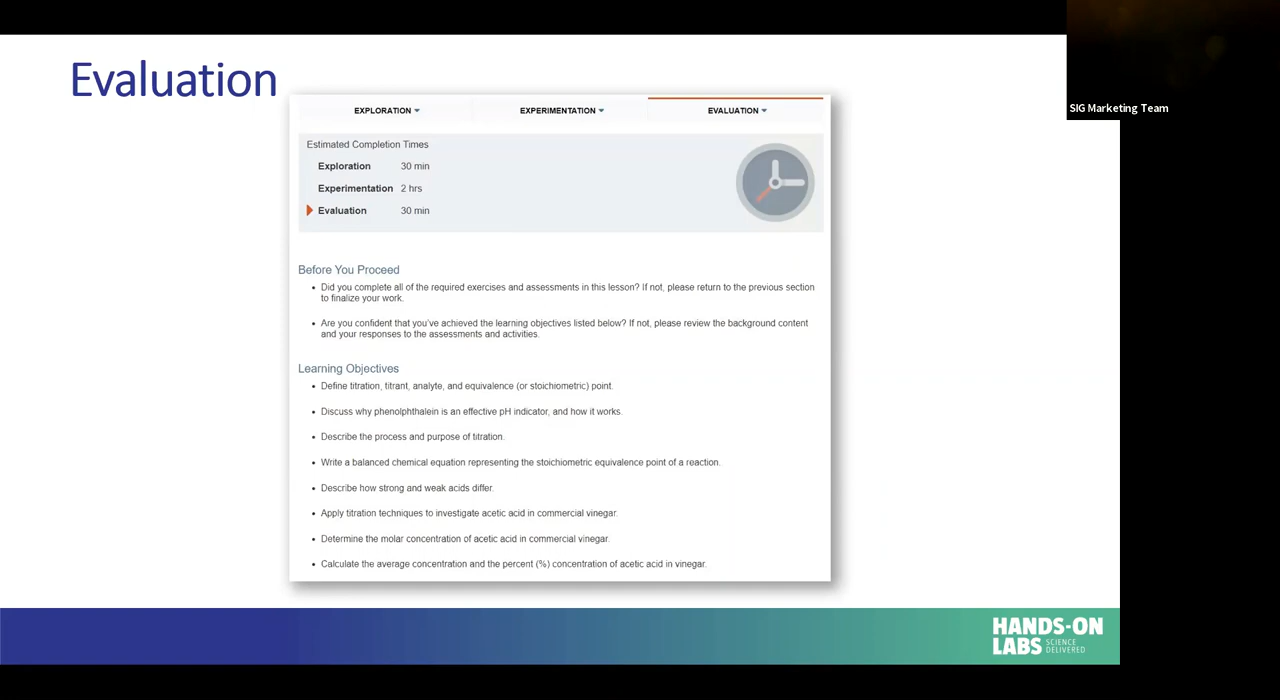 Evaluation
SIG Marketing Team
EXPLORATION
EXPERIMENTATION
EVALUATION
Estimated Completion Times
Exploration 30 min
Experimentation 2 hrs
Evaluation 30 min
Before You Proceed
• Did you complete all of the required exercises and assessments in this lesson? If not, please return to the previous section
to finalize your work.
• Are you confident that you've achieved the learning objectives listed below? If not, please review the background content
and your responses to the assessments and activities.
Learning Objectives
• Define titration, titrant, analyte, and equivalence (or stoichiometric) point.
• Discuss why phenolphthalein is an effective pH indicator, and how it works.
• Describe the process and purpose of titration.
• Write a balanced chemical equation representing the stoichiometric equivalence point of a reaction.
• Describe how strong and weak acids differ.
• Apply titration techniques to investigate acetic acid in commercial vinegar.
• Determine the molar concentration of acetic acid in commercial vinegar.
• Calculate the average concentration and the percent (%) concentration of acetic acid in vinegar.
HANDS-ON
LABS
SCIENCE
DELIVERED